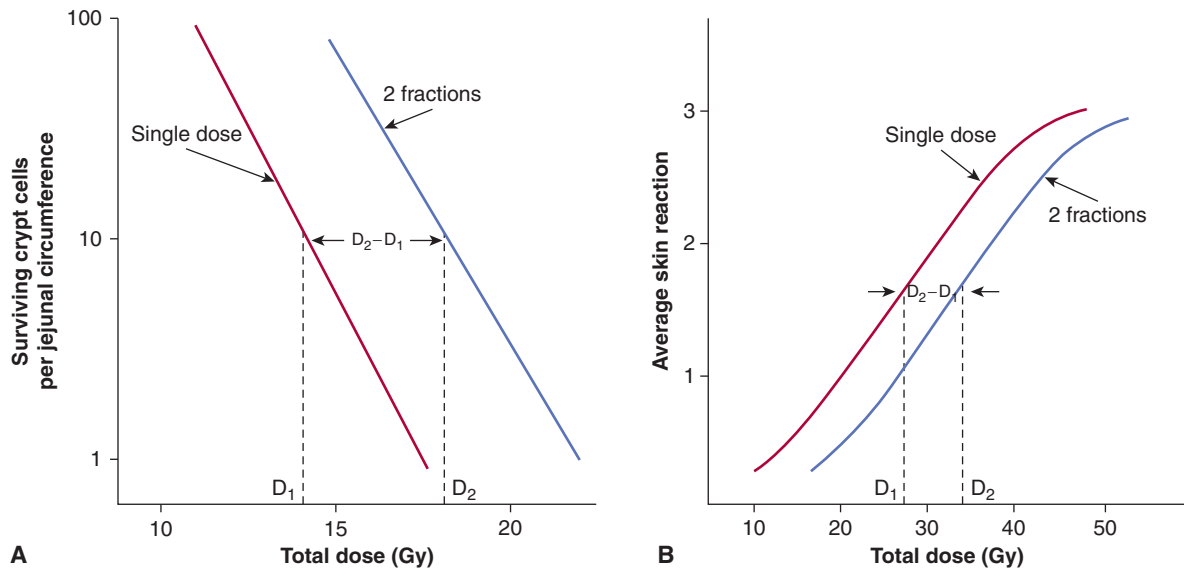 100
30
10
3
1
Surviving crypt cells
per jejunal circumference
Single dose
2 fractions
D₂–D₁
D₁
D₂
10
15
20
A
Total dose (Gy)
3
2
1
Average skin reaction
Single dose
2 fractions
D₂–D₁
D₁
D₂
10
20
30
40
50
B
Total dose (Gy)